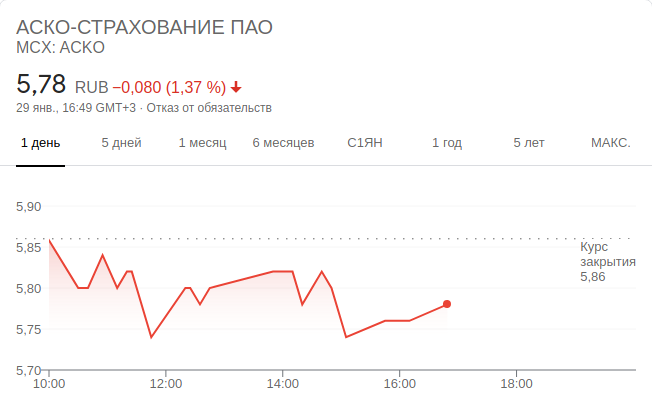 АСКО-СТРАХОВАНИЕ ПАО
MCX: ACKO
5,78 RUB −0,080 (1,37 %)
29 янв., 16:49 GMT+3 · Отказ от обязательств
1 день 5 дней 1 месяц 6 месяцев С1ЯН 1 год 5 лет МАКС.
5,90
5,85
5,80
5,75
5,70
Курс
закрытия
5,86
10:00 12:00 14:00 16:00 18:00